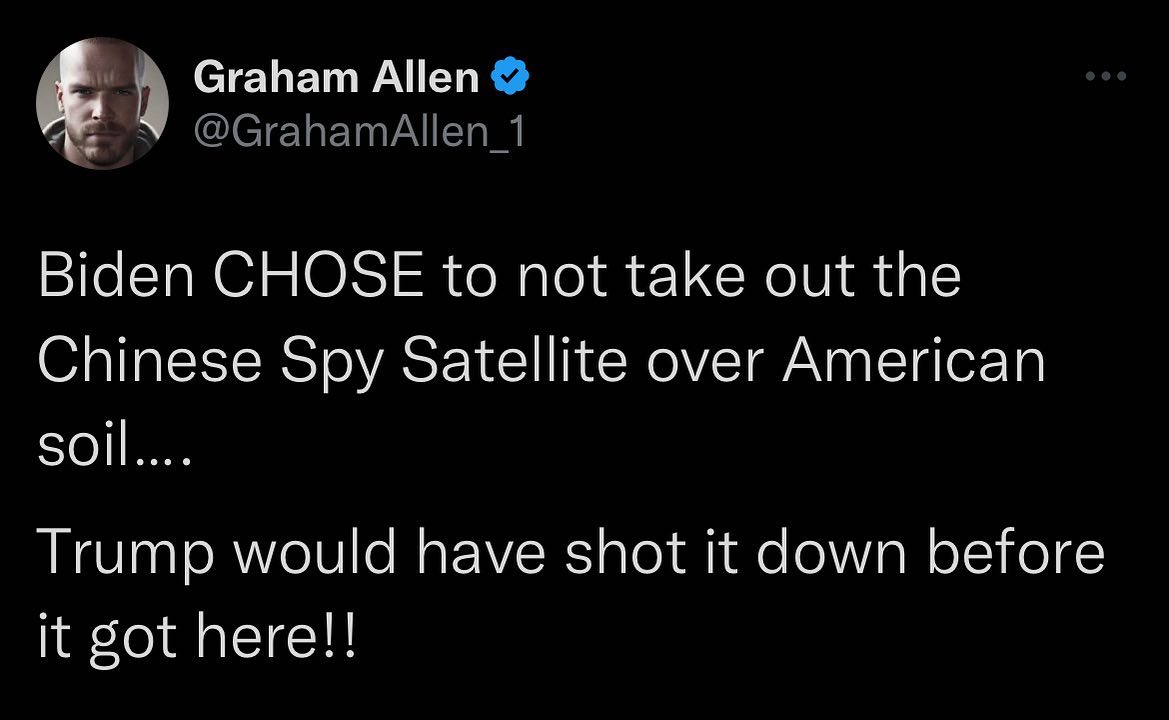 Graham Allen
@GrahamAllen_1
Biden CHOSE to not take out the
Chinese Spy Satellite over American
soil....
Trump would have shot it down before
it got here!!